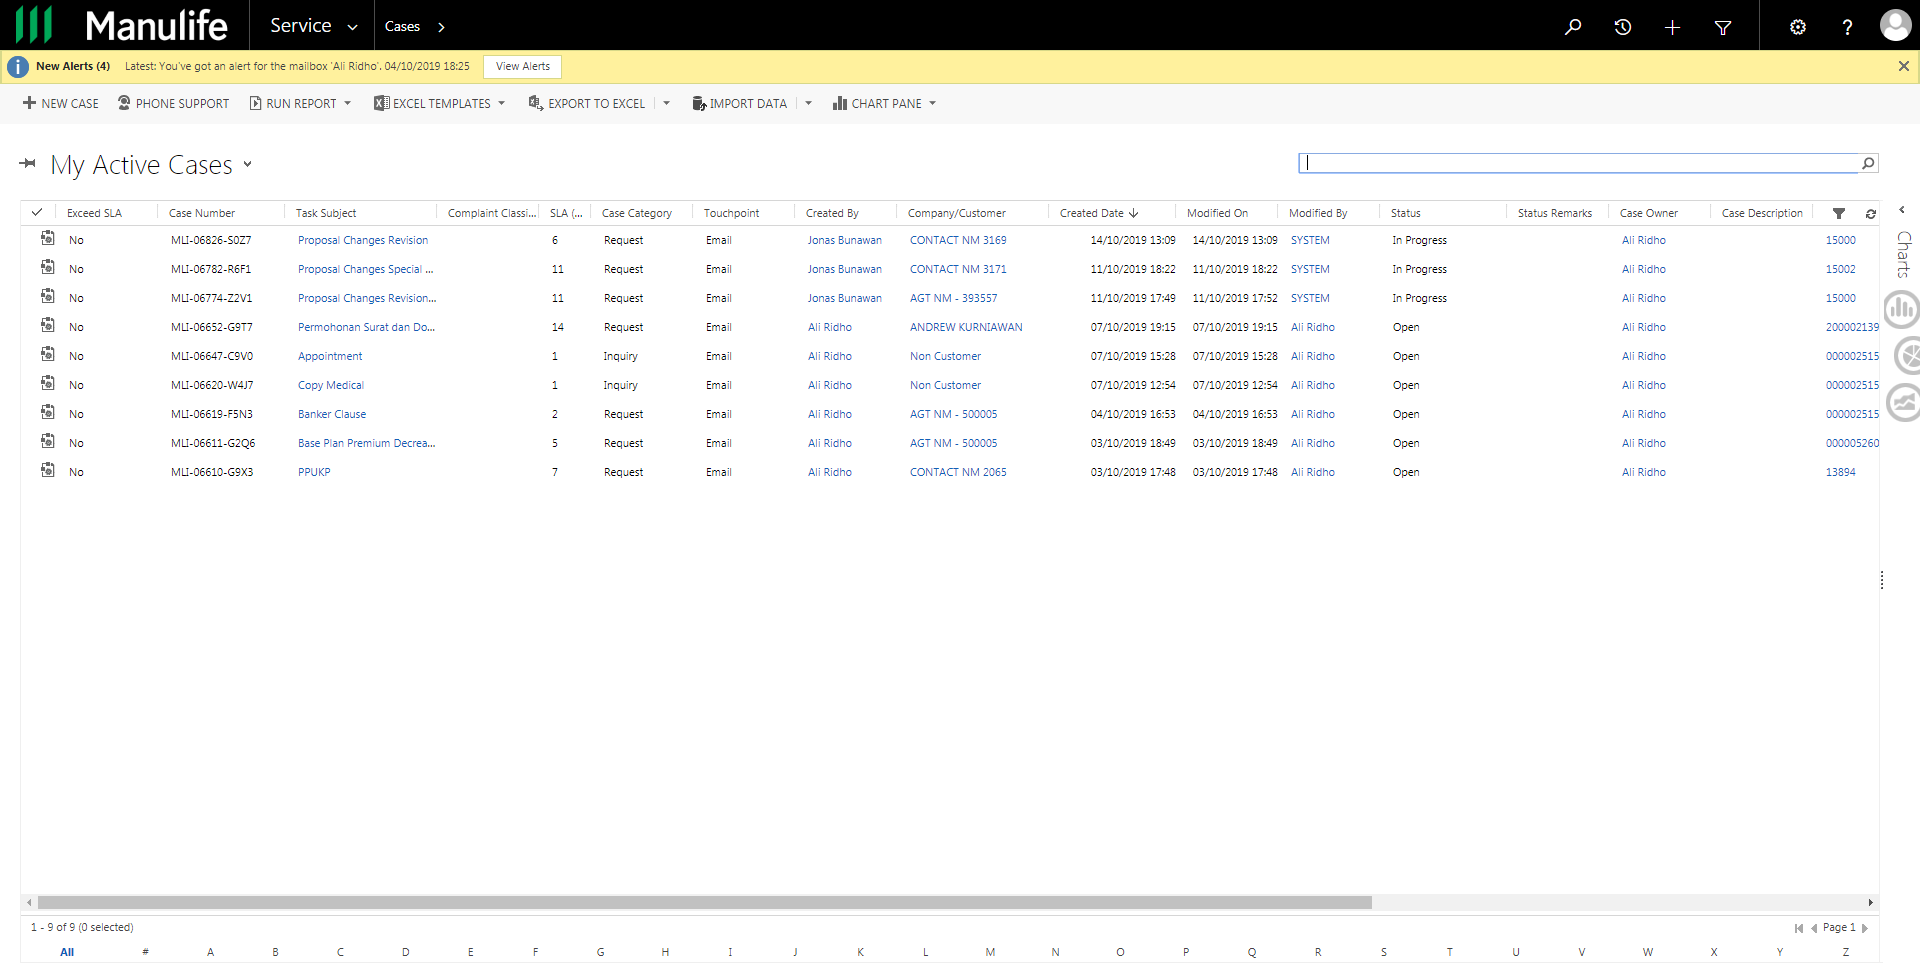 Manulife Service Cases
New Alerts (4) Latest: You've got an alert for the mailbox 'Ali Ridho'. 04/10/2019 18:25 View Alerts
NEW CASE PHONE SUPPORT RUN REPORT EXCEL TEMPLATES EXPORT TO EXCEL IMPORT DATA CHART PANE
My Active Cases
Exceed SLA Case Number Task Subject Complaint Classi... SLA (... Case Category Touchpoint Created By Company/Customer Created Date Modified On Modified By Status Status Remarks Case Owner Case Description
No MLI-06826-S0Z7 Proposal Changes Revision 6 Request Email Jonas Bunawan CONTACT NM 3169 14/10/2019 13:09 14/10/2019 13:09 SYSTEM In Progress Ali Ridho 15000
No MLI-06782-R6F1 Proposal Changes Special ... 11 Request Email Jonas Bunawan CONTACT NM 3171 11/10/2019 18:22 11/10/2019 18:22 SYSTEM In Progress Ali Ridho 15002
No MLI-06774-Z2V1 Proposal Changes Revision... 11 Request Email Jonas Bunawan AGT NM - 393557 11/10/2019 17:49 11/10/2019 17:52 SYSTEM In Progress Ali Ridho 15000
No MLI-06652-G9T7 Permohonan Surat dan Do... 14 Request Email Ali Ridho ANDREW KURNIAWAN 07/10/2019 19:15 07/10/2019 19:15 Ali Ridho Open Ali Ridho 200002139
No MLI-06647-C9V0 Appointment 1 Inquiry Email Ali Ridho Non Customer 07/10/2019 15:28 07/10/2019 15:28 Ali Ridho Open Ali Ridho 000002515
No MLI-06620-W4J7 Copy Medical 1 Inquiry Email Ali Ridho Non Customer 07/10/2019 12:54 07/10/2019 12:54 Ali Ridho Open Ali Ridho 000002515
No MLI-06619-F5N3 Banker Clause 2 Request Email Ali Ridho AGT NM - 500005 04/10/2019 16:53 04/10/2019 16:53 Ali Ridho Open Ali Ridho 000002515
No MLI-06611-G2Q6 Base Plan Premium Decrea... 5 Request Email Ali Ridho AGT NM - 500005 03/10/2019 18:49 03/10/2019 18:49 Ali Ridho Open Ali Ridho 000005260
No MLI-06610-G9X3 PPUKP 7 Request Email Ali Ridho CONTACT NM 2065 03/10/2019 17:48 03/10/2019 17:48 Ali Ridho Open Ali Ridho 13894
Charts
1 - 9 of 9 (0 selected) Page 1
All # A B C D E F G H I J K L M N O P Q R S T U V W X Y Z